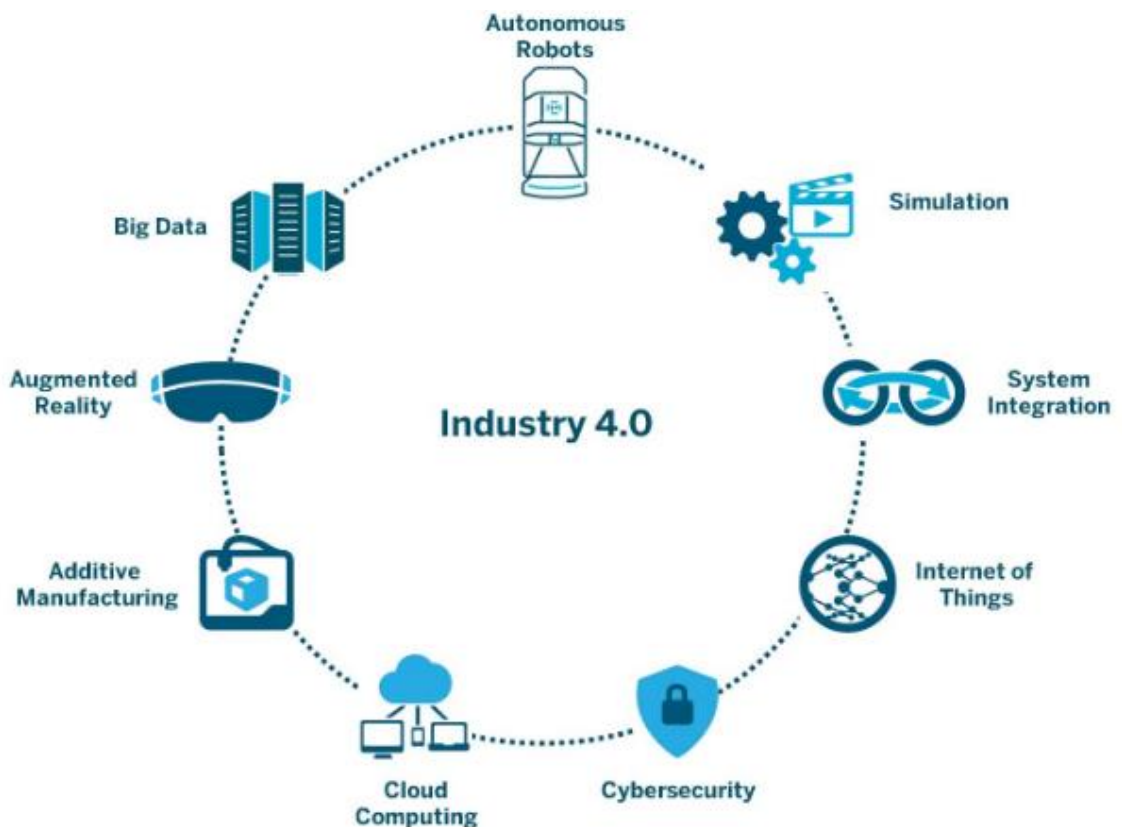 Autonomous
Robots
Simulation
System
Integration
Internet of
Things
Cybersecurity
Cloud
Computing
Additive
Manufacturing
Augmented
Reality
Big Data
Industry 4.0